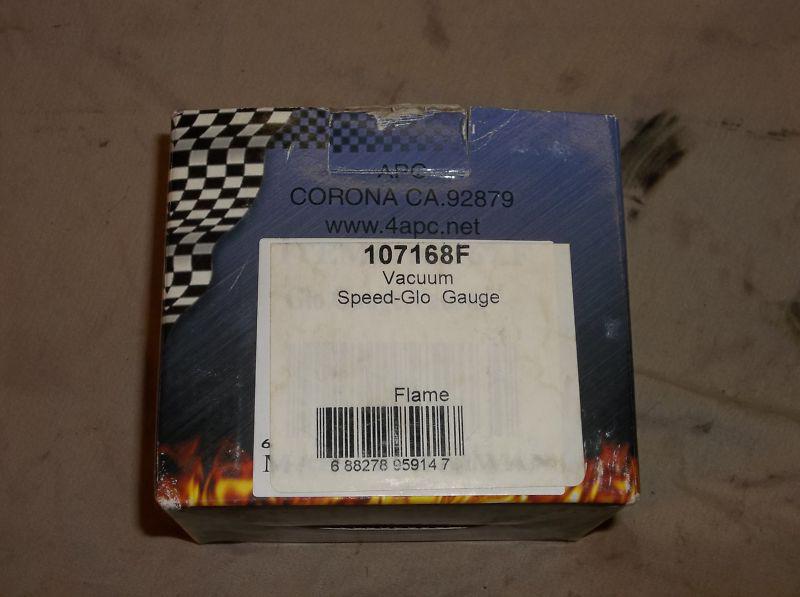 APC
CORONA CA.92879
www.4apc.net
107168F
Vacuum
Speed-Glo Gauge
Flame
6 88278 95914 7